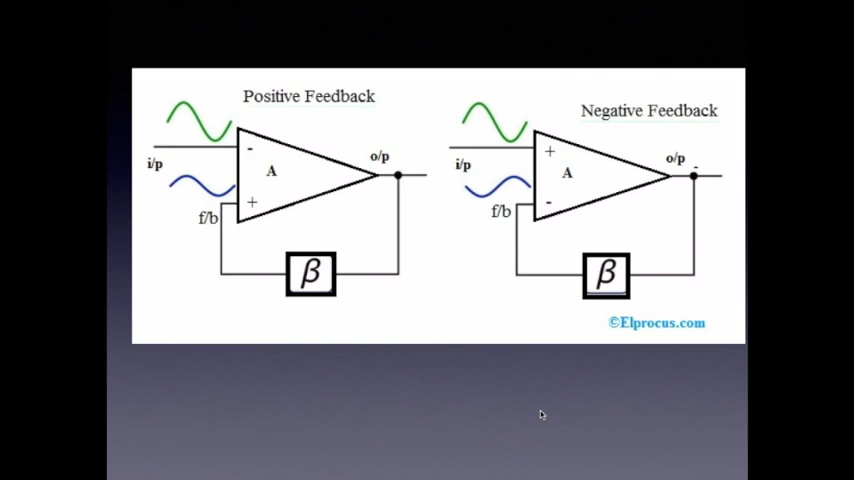 Positive Feedback
-
i/p
A
o/p
+
f/b
β
Negative Feedback
+
i/p
A
o/p
-
f/b
β
©Elprocus.com